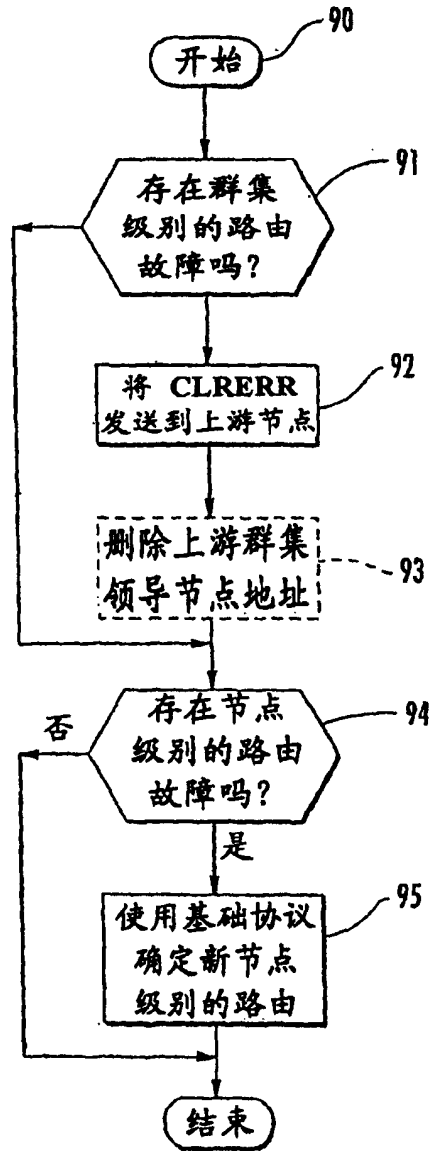 90
开始
91
存在群集
级别的路由
故障吗?
92
将 CLRERR
发送到上游节点
删除上游群集
领导节点地址
93
存在节点
级别的路由
故障吗?
94
否
是
95
使用基础协议
确定新节点
级别的路由
结束